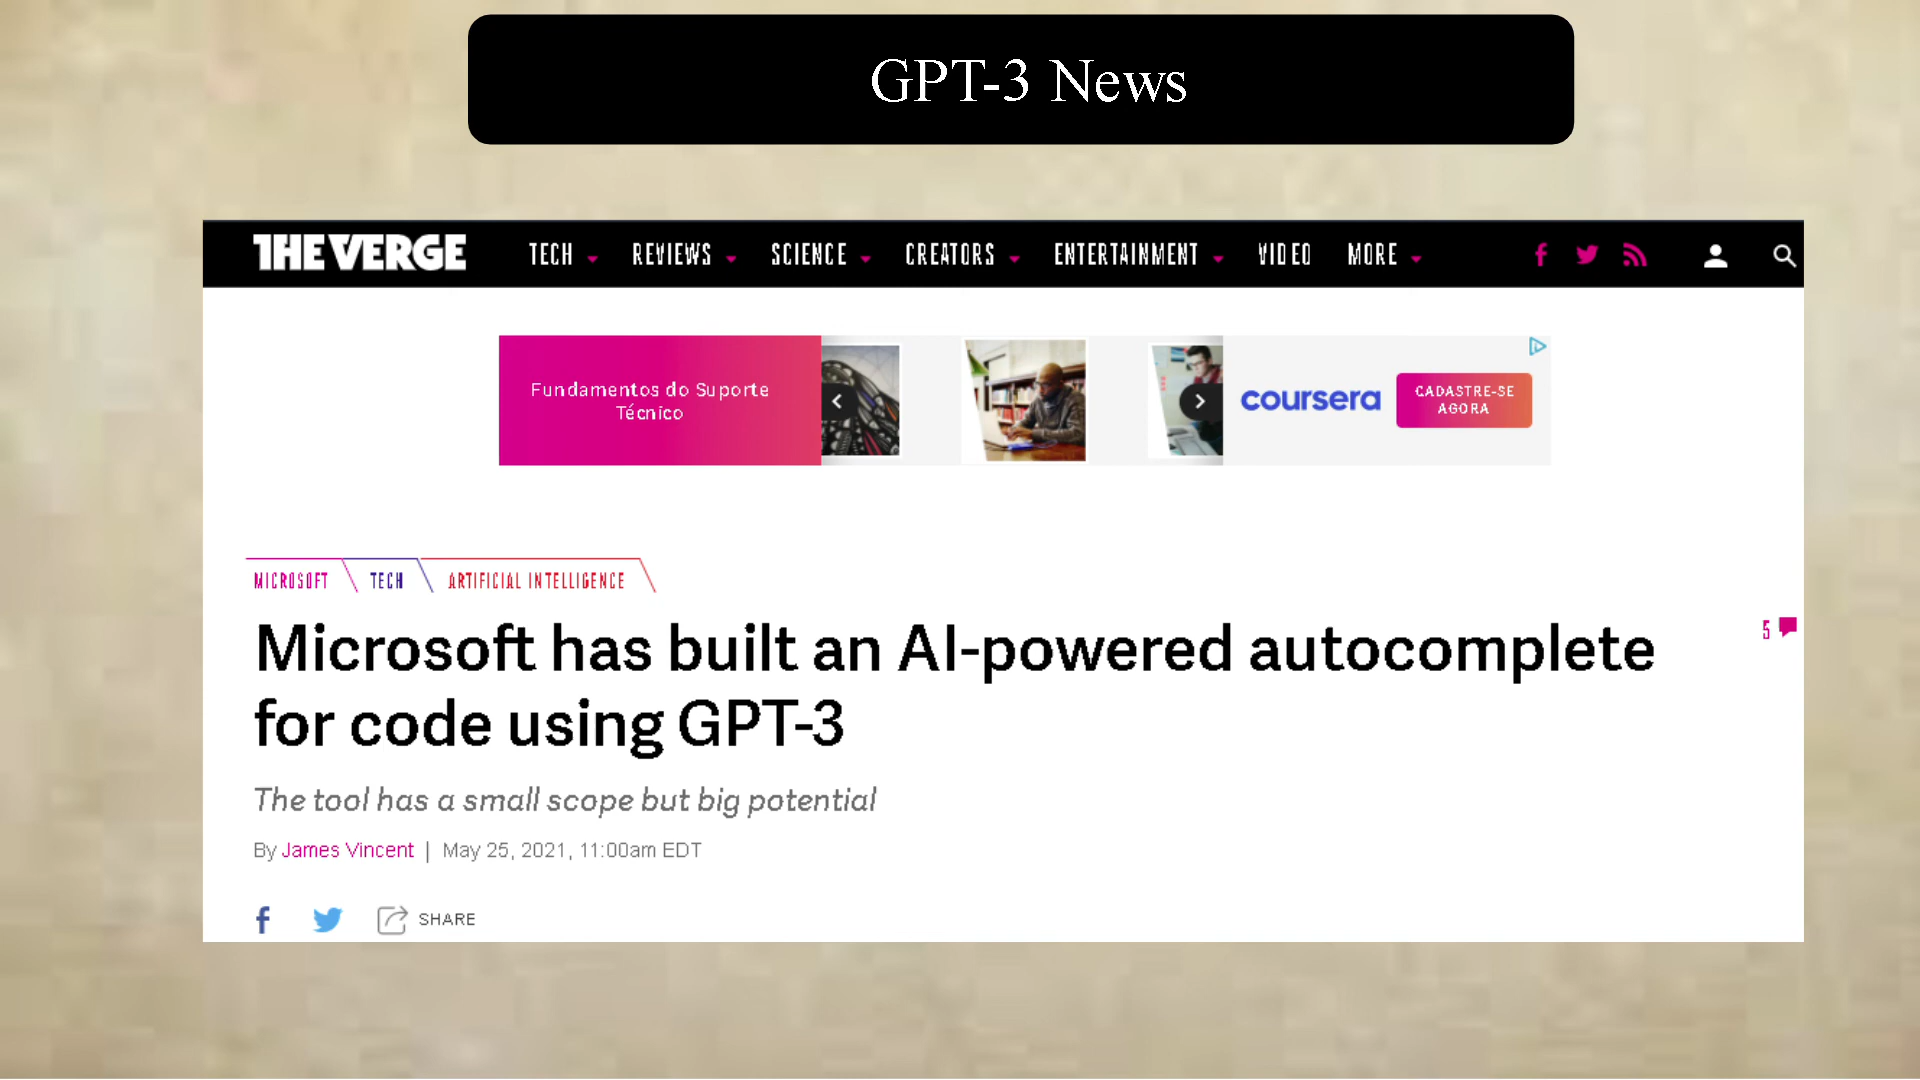 GPT-3 News
THE VERGE TECH REVIEWS SCIENCE CREATORS ENTERTAINMENT VIDEO MORE
Fundamentos do Suporte
Técnico
coursera
CADASTRE-SE
AGORA
MICROSOFT TECH ARTIFICIAL INTELLIGENCE
Microsoft has built an AI-powered autocomplete
for code using GPT-3
5
The tool has a small scope but big potential
By James Vincent | May 25, 2021, 11:00am EDT
SHARE